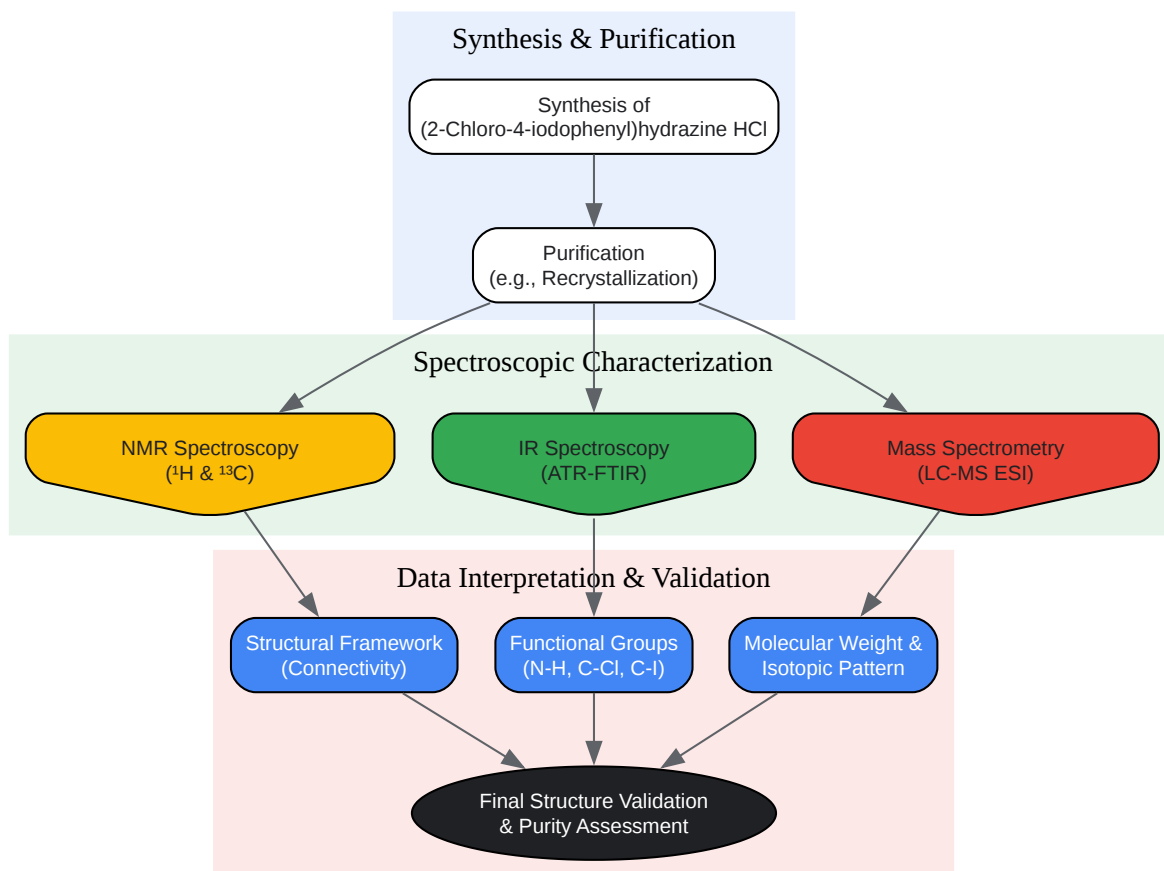 Synthesis & Purification
Synthesis of
(2-Chloro-4-iodophenyl)hydrazine HCl
Purification
(e.g., Recrystallization)
Spectroscopic Characterization
NMR Spectroscopy
(¹H & ¹³C)
IR Spectroscopy
(ATR-FTIR)
Mass Spectrometry
(LC-MS ESI)
Data Interpretation & Validation
Structural Framework
(Connectivity)
Functional Groups
(N-H, C-Cl, C-I)
Molecular Weight &
Isotopic Pattern
Final Structure Validation
& Purity Assessment